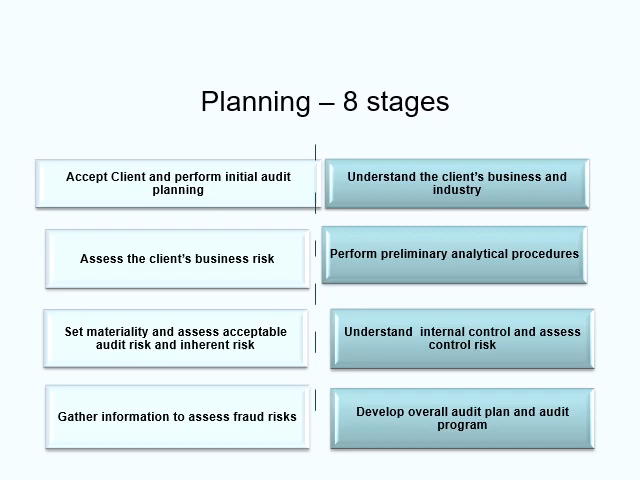 Planning – 8 stages
Accept Client and perform initial audit
planning
Understand the client’s business and
industry
Assess the client’s business risk
Perform preliminary analytical procedures
Set materiality and assess acceptable
audit risk and inherent risk
Understand  internal control and assess
control risk
Gather information to assess fraud risks
Develop overall audit plan and audit
program